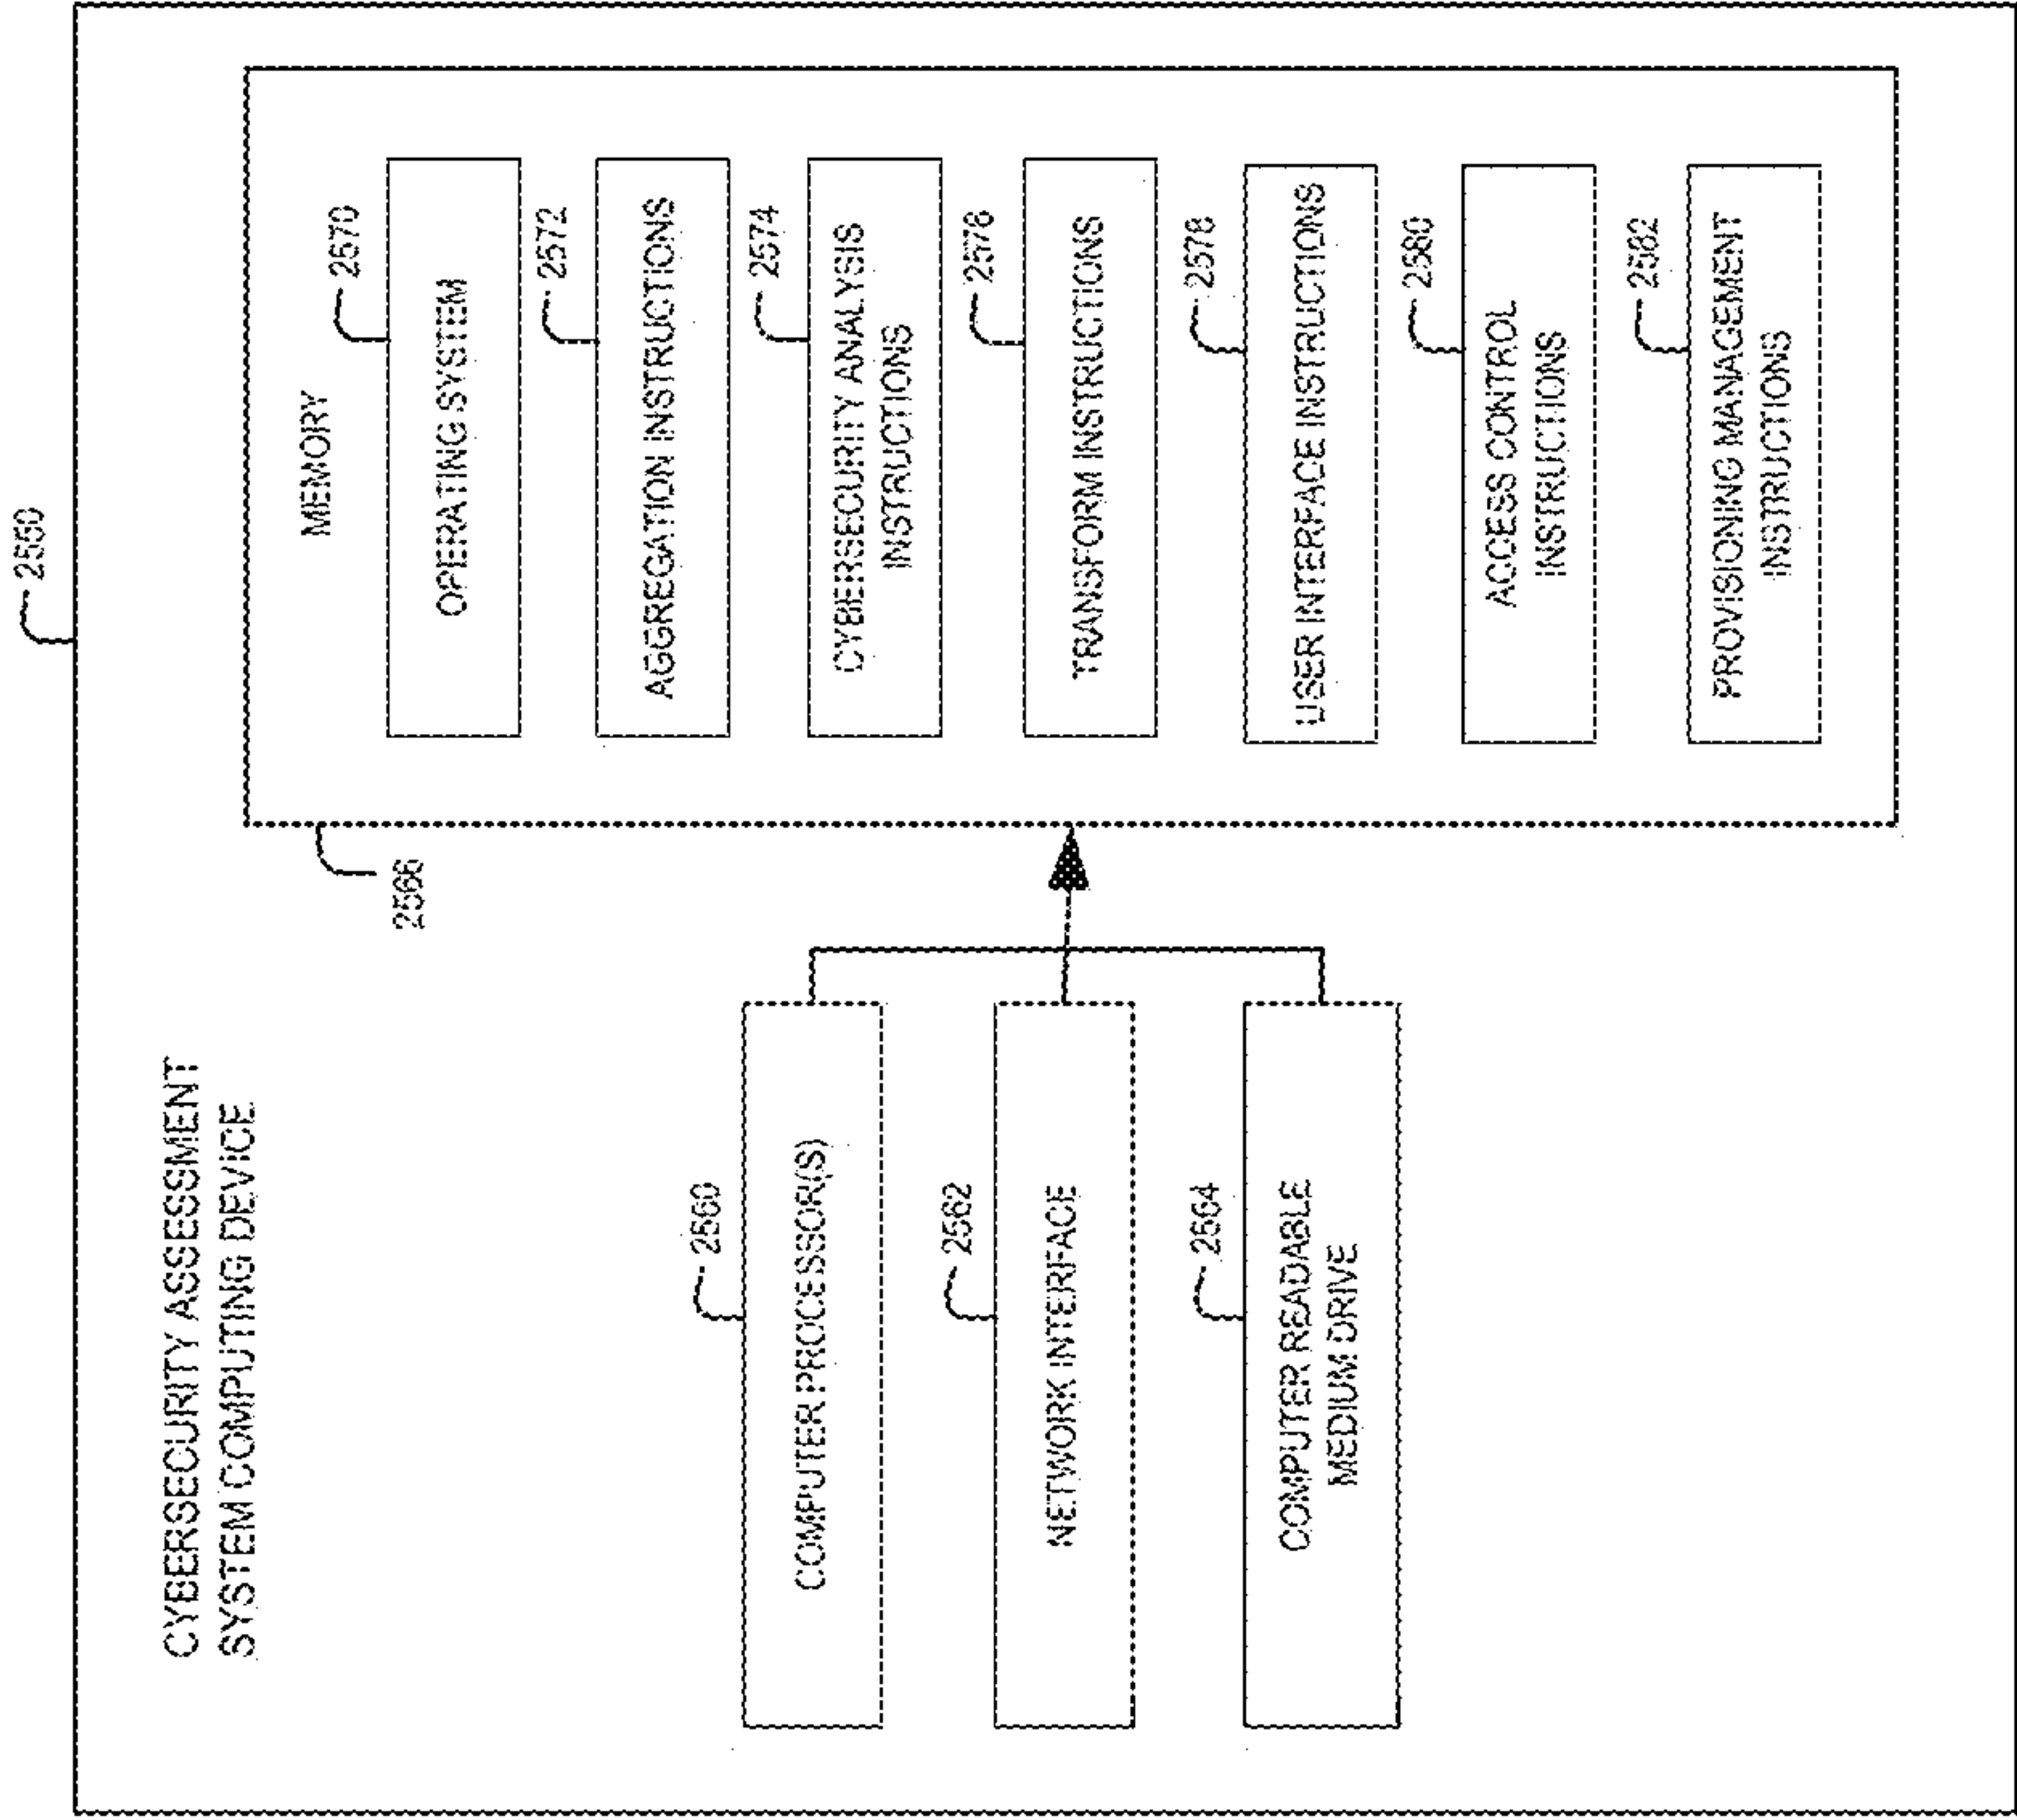 2550
CYBERSECURITY ASSESSMENT
SYSTEM COMPUTING DEVICE
2560
COMPUTER PROCESSOR(S)
2562
NETWORK INTERFACE
2564
COMPUTER READABLE
MEDIUM DRIVE
2566
MEMORY
2570
OPERATING SYSTEM
2572
AGGREGATION INSTRUCTIONS
2574
CYBERSECURITY ANALYSIS
INSTRUCTIONS
2576
TRANSFORM INSTRUCTIONS
2578
USER INTERFACE INSTRUCTIONS
2580
ACCESS CONTROL
INSTRUCTIONS
2582
PROVISIONING MANAGEMENT
INSTRUCTIONS